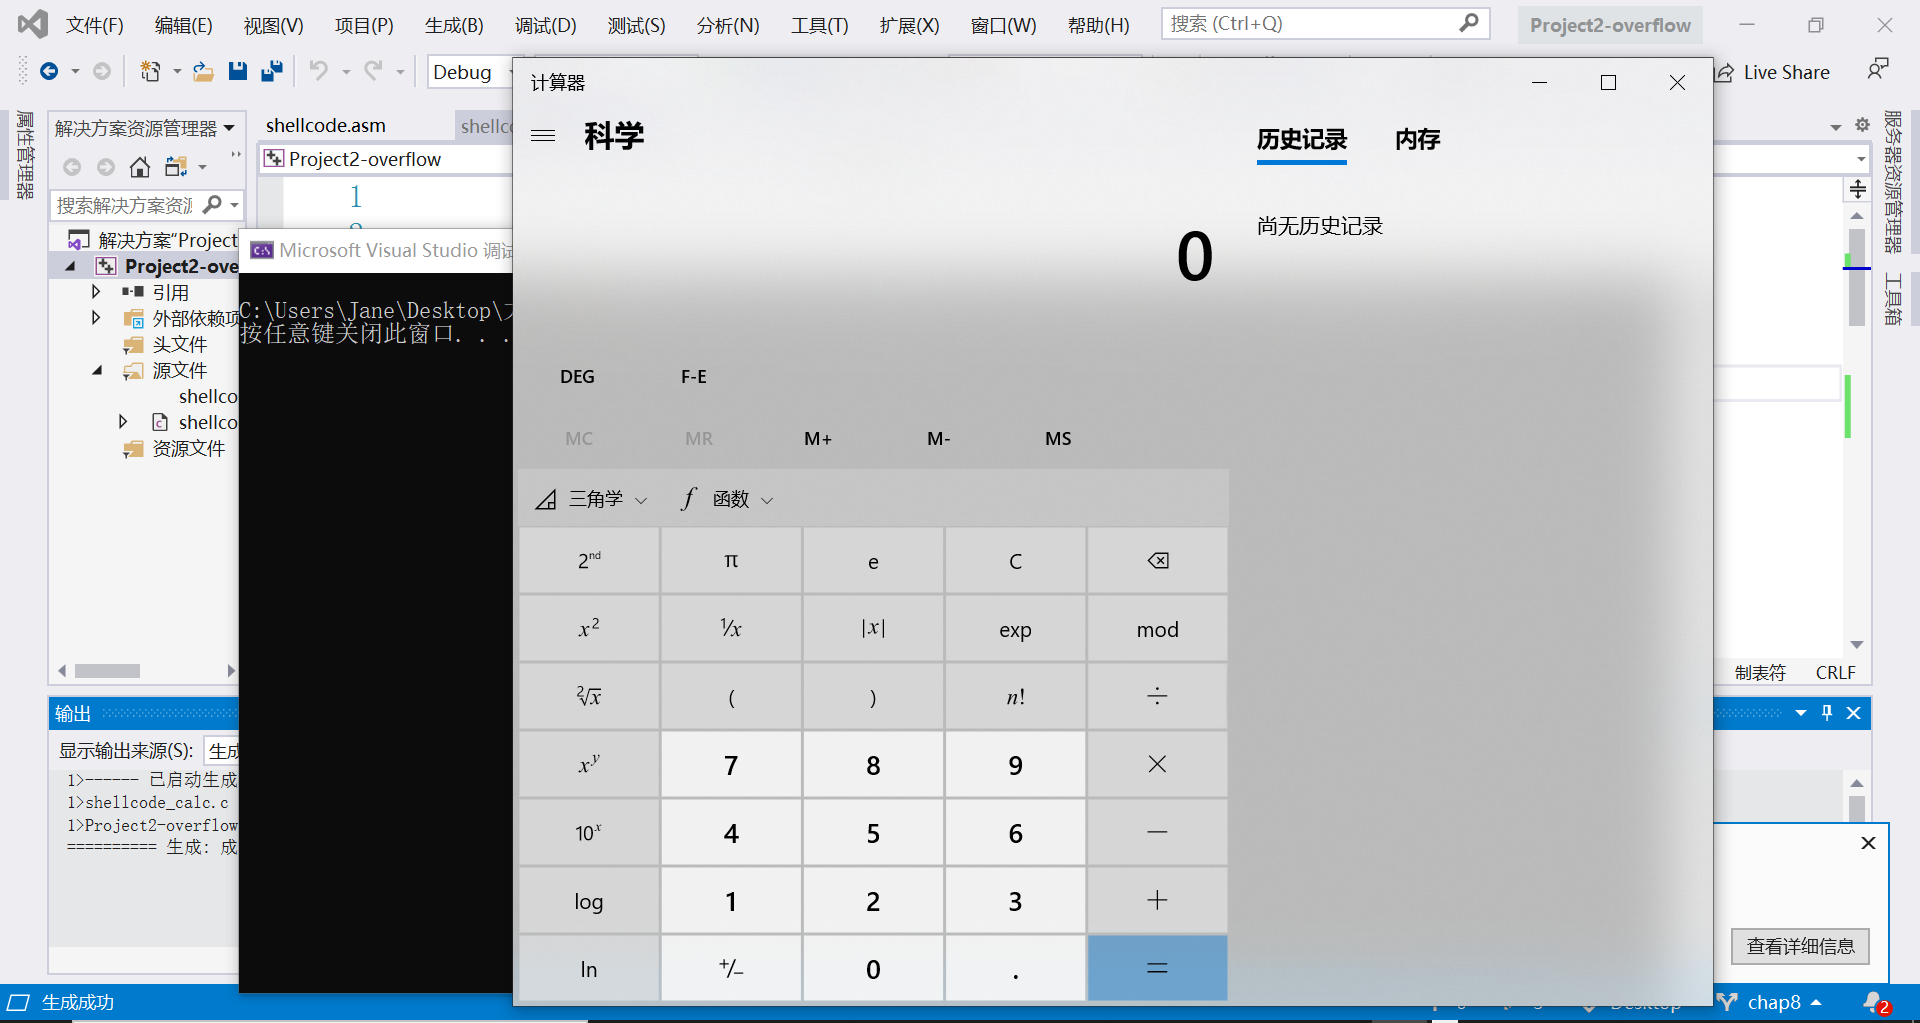 文件(F) 编辑(E) 视图(V) 项目(P) 生成(B) 调试(D) 测试(S) 分析(N) 工具(T) 扩展(X) 窗口(W) 帮助(H) 搜索 (Ctrl+Q) Project2-overflow
Debug
Live Share
属性管理器
解决方案资源管理器
搜索解决方案资源
解决方案"Project
Project2-ove
引用
外部依赖项
头文件
源文件
shellco
shellco
资源文件
shellcode.asm
shellc
Project2-overflow
1
Microsoft Visual Studio 调试
C:\Users\Jane\Desktop\
按任意键关闭此窗口. . .
计算器
科学
历史记录 内存
尚无历史记录
0
DEG F-E
MC MR M+ M- MS
三角学 f 函数
2nd π e C
x2 1/x |x| exp mod
2√x ( ) n! ÷
xy 7 8 9 ×
10x 4 5 6 −
log 1 2 3 +
ln +/− 0 . =
服务器资源管理器
工具箱
制表符 CRLF
输出
显示输出来源(S): 生成
1>------ 已启动生成
1>shellcode_calc.c
1>Project2-overflow
========== 生成: 成
查看详细信息
生成成功
Desktop
chap8
2